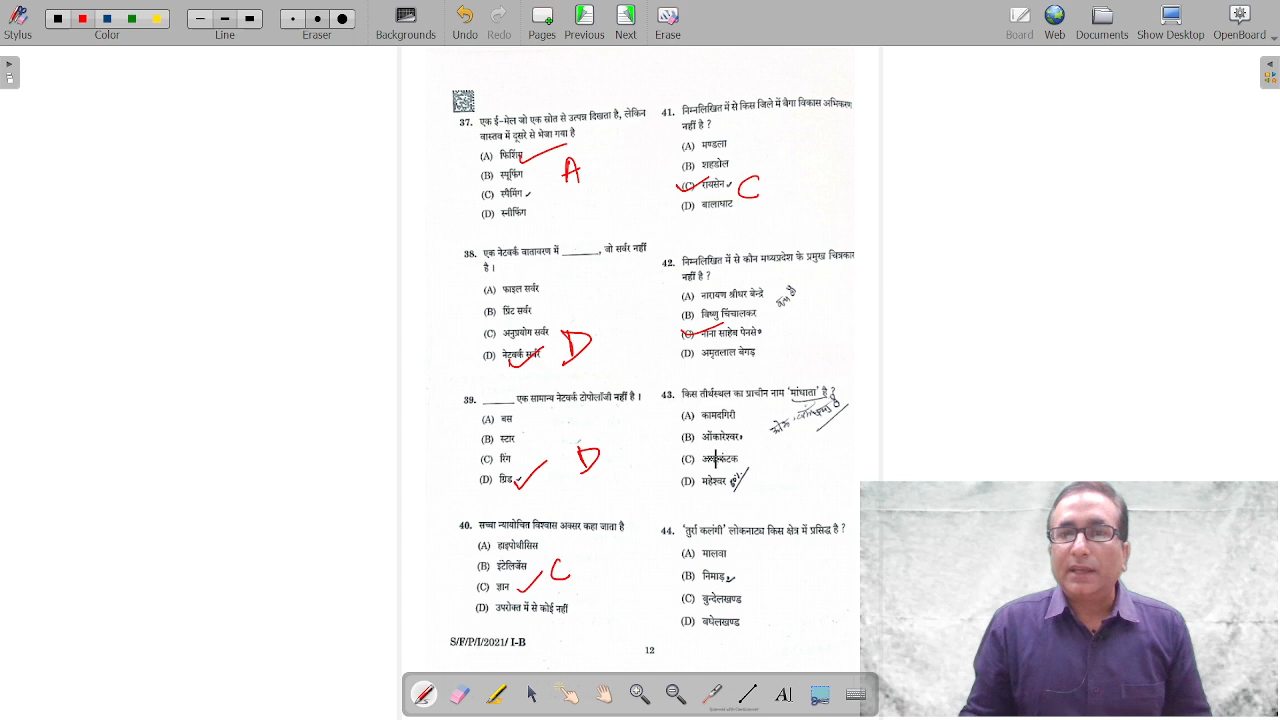 Stylus
Color
Line
Eraser
Backgrounds
Undo
Redo
Pages
Previous
Next
Erase
Board
Web
Documents
Show Desktop
OpenBoard
37. एक ई-मेल जो एक स्रोत से उत्पन्न दिखता है, लेकिन
वास्तव में दूसरे से भेजा गया है
(A) फिशिंग
(B) स्पूफिंग
(C) स्पैमिंग
(D) स्नीफिंग
A
38. एक नेटवर्क वातावरण में ______, जो सर्वर नहीं
है ।
(A) फाइल सर्वर
(B) प्रिंट सर्वर
(C) अनुप्रयोग सर्वर
(D) नेटवर्क सर्वर
D
39. ______ एक सामान्य नेटवर्क टोपोलॉजी नहीं है ।
(A) बस
(B) स्टार
(C) रिंग
(D) ग्रिड
D
40. सच्चा न्यायोचित विश्वास अक्सर कहा जाता है
(A) हाइपोथीसिस
(B) इंटेलिजेंस
(C) ज्ञान
(D) उपरोक्त में से कोई नहीं
C
S/F/P/I/2021/ I-B
41. निम्नलिखित में से किस जिले में बैगा विकास अभिकरण
नहीं है ?
(A) मण्डला
(B) शहडोल
(C) रायसेन
(D) बालाघाट
C
42. निम्नलिखित में से कौन मध्यप्रदेश के प्रमुख चित्रकार
नहीं है ?
(A) नारायण श्रीधर बेन्द्रे
(B) विष्णु चिंचालकर
(C) नाना साहेब पेनसे
(D) अमृतलाल बेगड़
43. किस तीर्थस्थल का प्राचीन नाम 'मांधाता' है ?
(A) कामदगिरी
(B) ओंकारेश्वर
(C) अमरकंटक
(D) महेश्वर
44. 'तुर्रा कलंगी' लोकनाट्य किस क्षेत्र में प्रसिद्ध है ?
(A) मालवा
(B) निमाड़
(C) बुन्देलखण्ड
(D) बघेलखण्ड
12